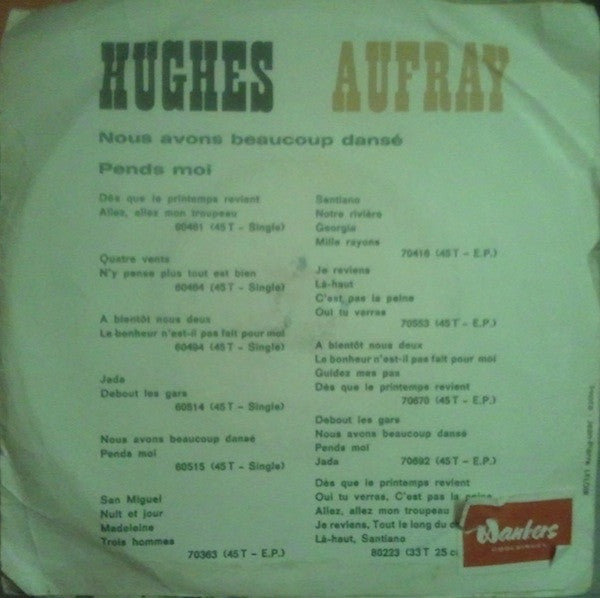 HUGHES AUFRAY
Nous avons beaucoup dansé
Pends moi
Dès que le printemps revient
Allez, allez mon troupeau
60461 (45 T - Single)
Quatre vents
N'y pense plus tout est bien
60464 (45 T - Single)
A bientôt nous deux
Le bonheur n'est-il pas fait pour moi
60494 (45 T - Single)
Jada
Debout les gars
60514 (45 T - Single)
Nous avons beaucoup dansé
Pends moi
60515 (45 T - Single)
San Miguel
Nuit et jour
Madeleine
Trois hommes
70363 (45 T - E.P.)
Santiano
Notre rivière
Georgia
Mille rayons
70416 (45 T - E.P.)
Je reviens
Là-haut
C'est pas la peine
Oui tu verras
70553 (45 T - E.P.)
A bientôt nous deux
Le bonheur n'est-il pas fait pour moi
Guidez mes pas
Dès que le printemps revient
70670 (45 T - E.P.)
Debout les gars
Nous avons beaucoup dansé
Pends moi
Jada 70692 (45 T - E.P.)
Dès que le printemps revient
Oui tu verras, C'est pas la peine
Allez, allez mon troupeau
Je reviens, Tout le long du
Là-haut, Santiano
80223 (33 T 25
Wauters